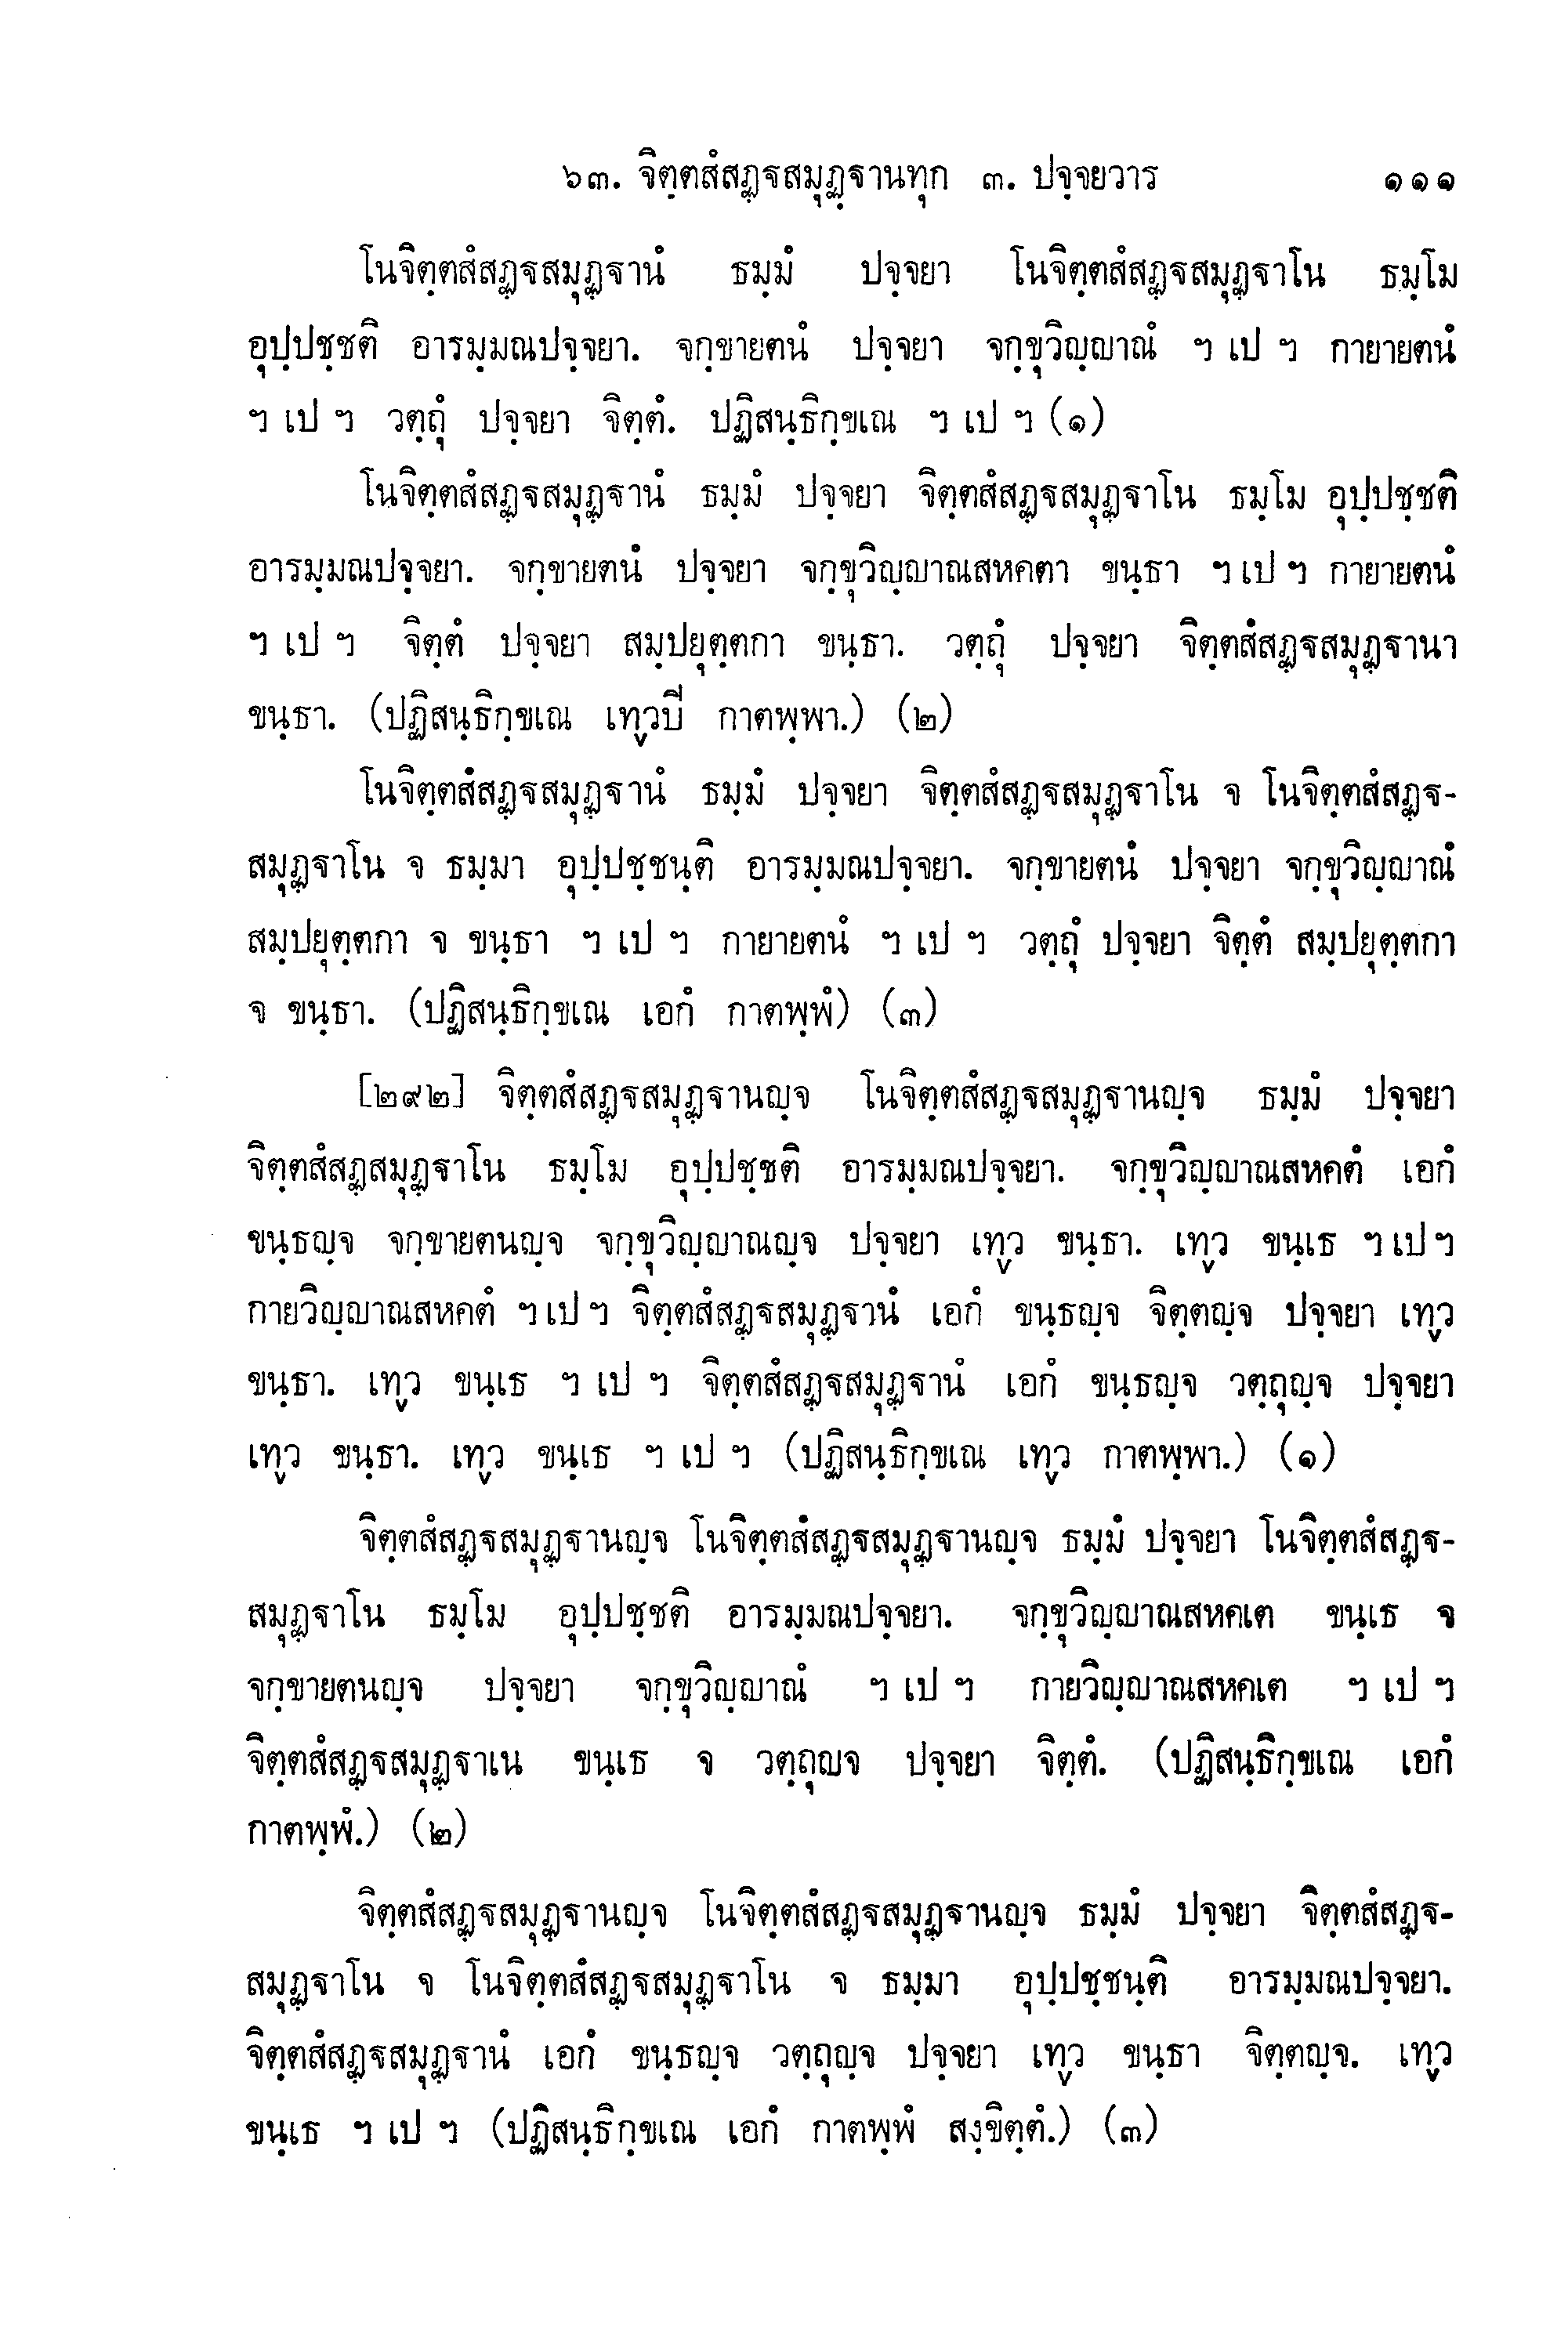 ๖๓. จิตฺตสํสฏฺฐสมุฏฺฐานทุก ๓. ปจฺจยวาร ๑๑๑
โนจิตฺตสํสฏฺฐสมุฏฺฐานํ ธมฺมํ ปจฺจยา โนจิตฺตสํสฏฺฐสมุฏฺฐาโน ธมฺโม
อุปฺปชฺชติ อารมฺมณปจฺจยา. จกฺขายตนํ ปจฺจยา จกฺขุวิญฺญาณํ ฯ เป ฯ กายายตนํ
ฯ เป ฯ วตฺถุํ ปจฺจยา จิตฺตํ. ปฏิสนฺธิกฺขเณ ฯ เป ฯ (๑)
โนจิตฺตสํสฏฺฐสมุฏฺฐานํ ธมฺมํ ปจฺจยา จิตฺตสํสฏฺฐสมุฏฺฐาโน ธมฺโม อุปฺปชฺชติ
อารมฺมณปจฺจยา. จกฺขายตนํ ปจฺจยา จกฺขุวิญฺญาณสหคตา ขนฺธา ฯ เป ฯ กายายตนํ
ฯ เป ฯ จิตฺตํ ปจฺจยา สมฺปยุตฺตกา ขนฺธา. วตฺถุํ ปจฺจยา จิตฺตสํสฏฺฐสมุฏฺฐานา
ขนฺธา. (ปฏิสนฺธิกฺขเณ เทฺวปี กาตพฺพา.) (๒)
โนจิตฺตสํสฏฺฐสมุฏฺฐานํ ธมฺมํ ปจฺจยา จิตฺตสํสฏฺฐสมุฏฺฐาโน จ โนจิตฺตสํสฏฺฐ-
สมุฏฺฐาโน จ ธมฺมา อุปฺปชฺชนฺติ อารมฺมณปจฺจยา. จกฺขายตนํ ปจฺจยา จกฺขุวิญฺญาณํ
สมฺปยุตฺตกา จ ขนฺธา ฯ เป ฯ กายายตนํ ฯ เป ฯ วตฺถุํ ปจฺจยา จิตฺตํ สมฺปยุตฺตกา
จ ขนฺธา. (ปฏิสนฺธิกฺขเณ เอกํ กาตพฺพํ) (๓)
[๒๙๒] จิตฺตสํสฏฺฐสมุฏฺฐานญฺจ โนจิตฺตสํสฏฺฐสมุฏฺฐานญฺจ ธมฺมํ ปจฺจยา
จิตฺตสํสฏฺสมุฏฺฐาโน ธมฺโม อุปฺปชฺชติ อารมฺมณปจฺจยา. จกฺขุวิญฺญาณสหคตํ เอกํ
ขนฺธญฺจ จกฺขายตนญฺจ จกฺขุวิญฺญาณญฺจ ปจฺจยา เทฺว ขนฺธา. เทฺว ขนฺเธ ฯ เป ฯ
กายวิญฺญาณสหคตํ ฯ เป ฯ จิตฺตสํสฏฺฐสมุฏฺฐานํ เอกํ ขนฺธญฺจ จิตฺตญฺจ ปจฺจยา เทฺว
ขนฺธา. เทฺว ขนฺเธ ฯ เป ฯ จิตฺตสํสฏฺฐสมุฏฺฐานํ เอกํ ขนฺธญฺจ วตฺถุญฺจ ปจฺจยา
เทฺว ขนฺธา. เทฺว ขนฺเธ ฯ เป ฯ (ปฏิสนฺธิกฺขเณ เทฺว กาตพฺพา.) (๑)
จิตฺตสํสฏฺฐสมุฏฺฐานญฺจ โนจิตฺตสํสฏฺฐสมุฏฺฐานญฺจ ธมฺมํ ปจฺจยา โนจิตฺตสํสฏฺฐ-
สมุฏฺฐาโน ธมฺโม อุปฺปชฺชติ อารมฺมณปจฺจยา. จกฺขุวิญฺญาณสหคเต ขนฺเธ จ
จกฺขายตนญฺจ ปจฺจยา จกฺขุวิญฺญาณํ ฯ เป ฯ กายวิญฺญาณสหคเต ฯ เป ฯ
จิตฺตสํสฏฺฐสมุฏฺฐาเน ขนฺเธ จ วตฺถุญจ ปจฺจยา จิตฺตํ. (ปฏิสนฺธิกฺขเณ เอกํ
กาตพฺพํ.) (๒)
จิตฺตสํสฏฺฐสมุฏฺฐานญฺจ โนจิตฺตสํสฏฺฐสมุฏฺฐานญฺจ ธมฺมํ ปจฺจยา จิตฺตสํสฏฺฐ-
สมุฏฺฐาโน จ โนจิตฺตสํสฏฺฐสมุฏฺฐาโน จ ธมฺมา อุปฺปชฺชนฺติ อารมฺมณปจฺจยา.
จิตฺตสํสฏฺฐสมุฏฺฐานํ เอกํ ขนฺธญฺจ วตฺถุญฺจ ปจฺจยา เทฺว ขนฺธา จิตฺตญฺจ. เทฺว
ขนฺเธ ฯ เป ฯ (ปฏิสนฺธิกฺขเณ เอกํ กาตพฺพํ สงฺขิตฺตํ.) (๓)